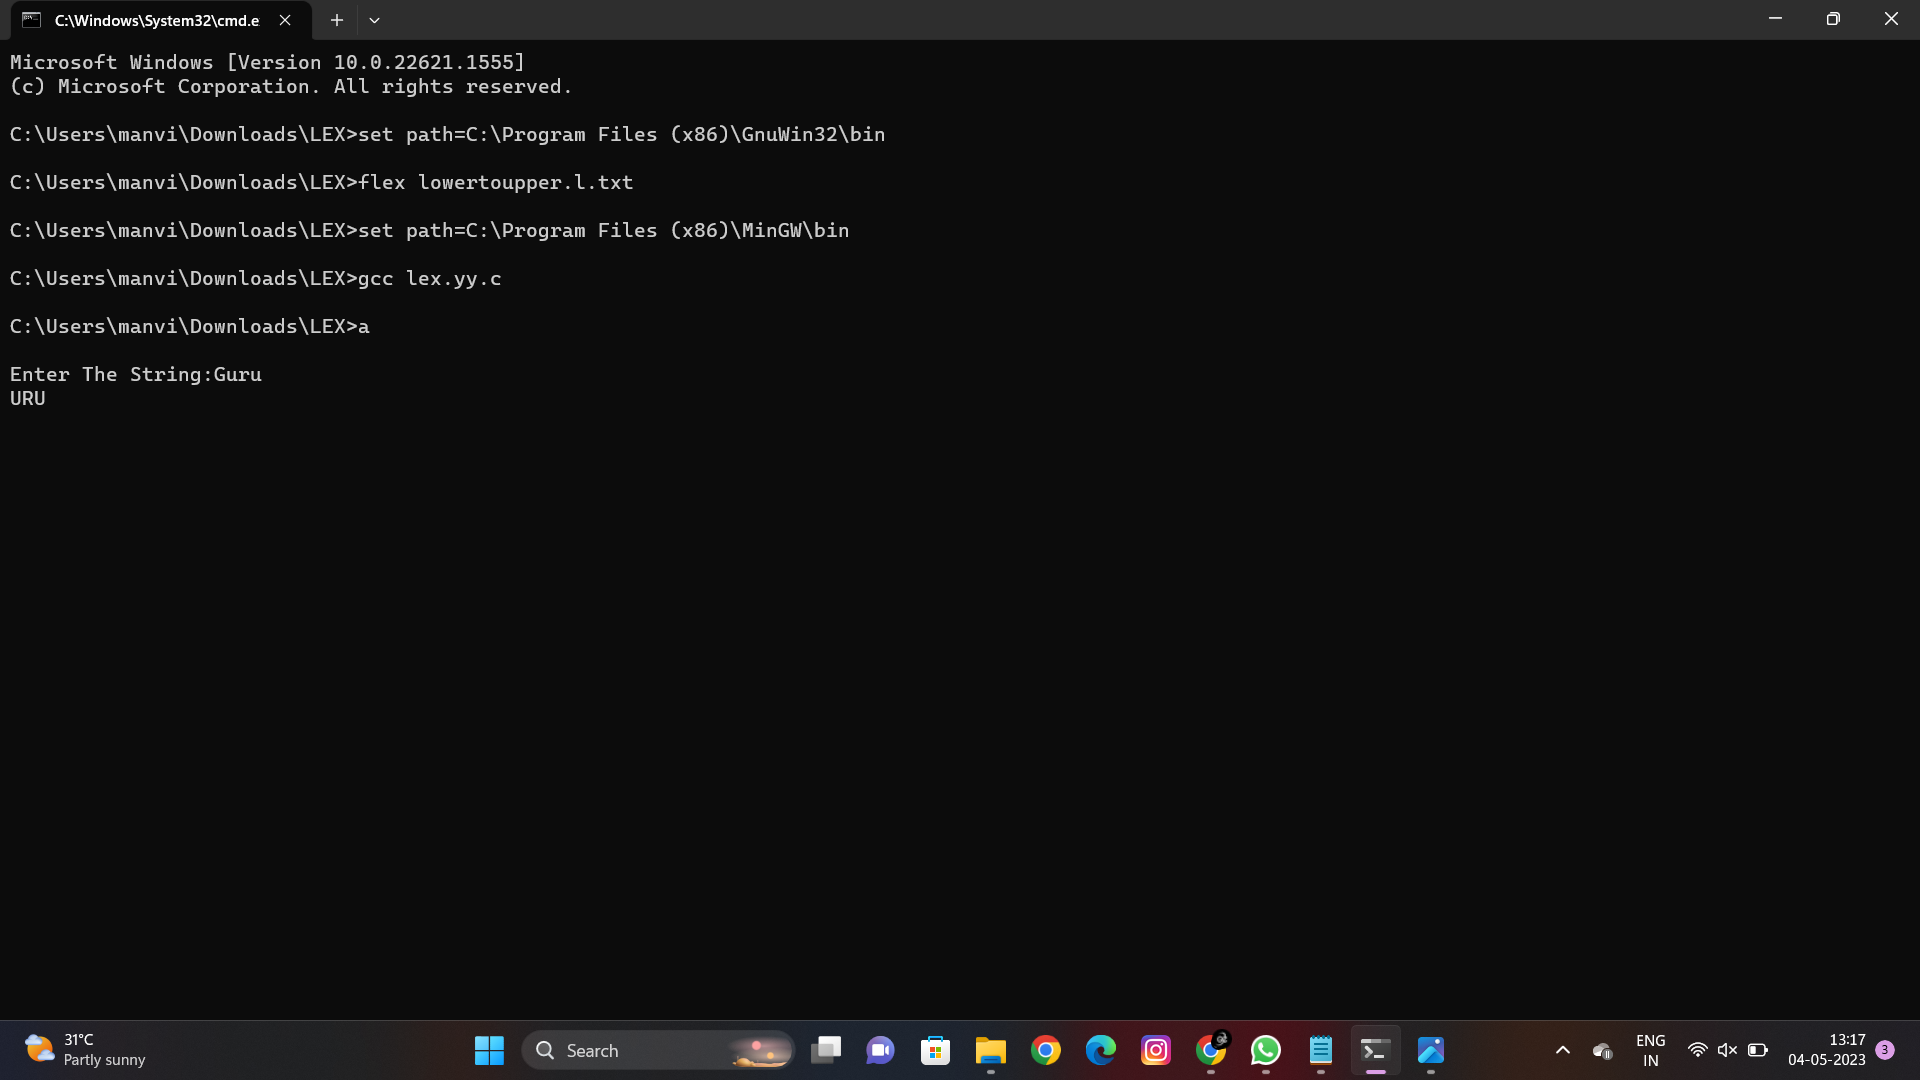 C:\Windows\System32\cmd.e
Microsoft Windows [Version 10.0.22621.1555]
(c) Microsoft Corporation. All rights reserved.
C:\Users\manvi\Downloads\LEX>set path=C:\Program Files (x86)\GnuWin32\bin
C:\Users\manvi\Downloads\LEX>flex lowertoupper.l.txt
C:\Users\manvi\Downloads\LEX>set path=C:\Program Files (x86)\MinGW\bin
C:\Users\manvi\Downloads\LEX>gcc lex.yy.c
C:\Users\manvi\Downloads\LEX>a
Enter The String:Guru
URU
31°C
Partly sunny
Search
ENG
IN
13:17
04-05-2023
3